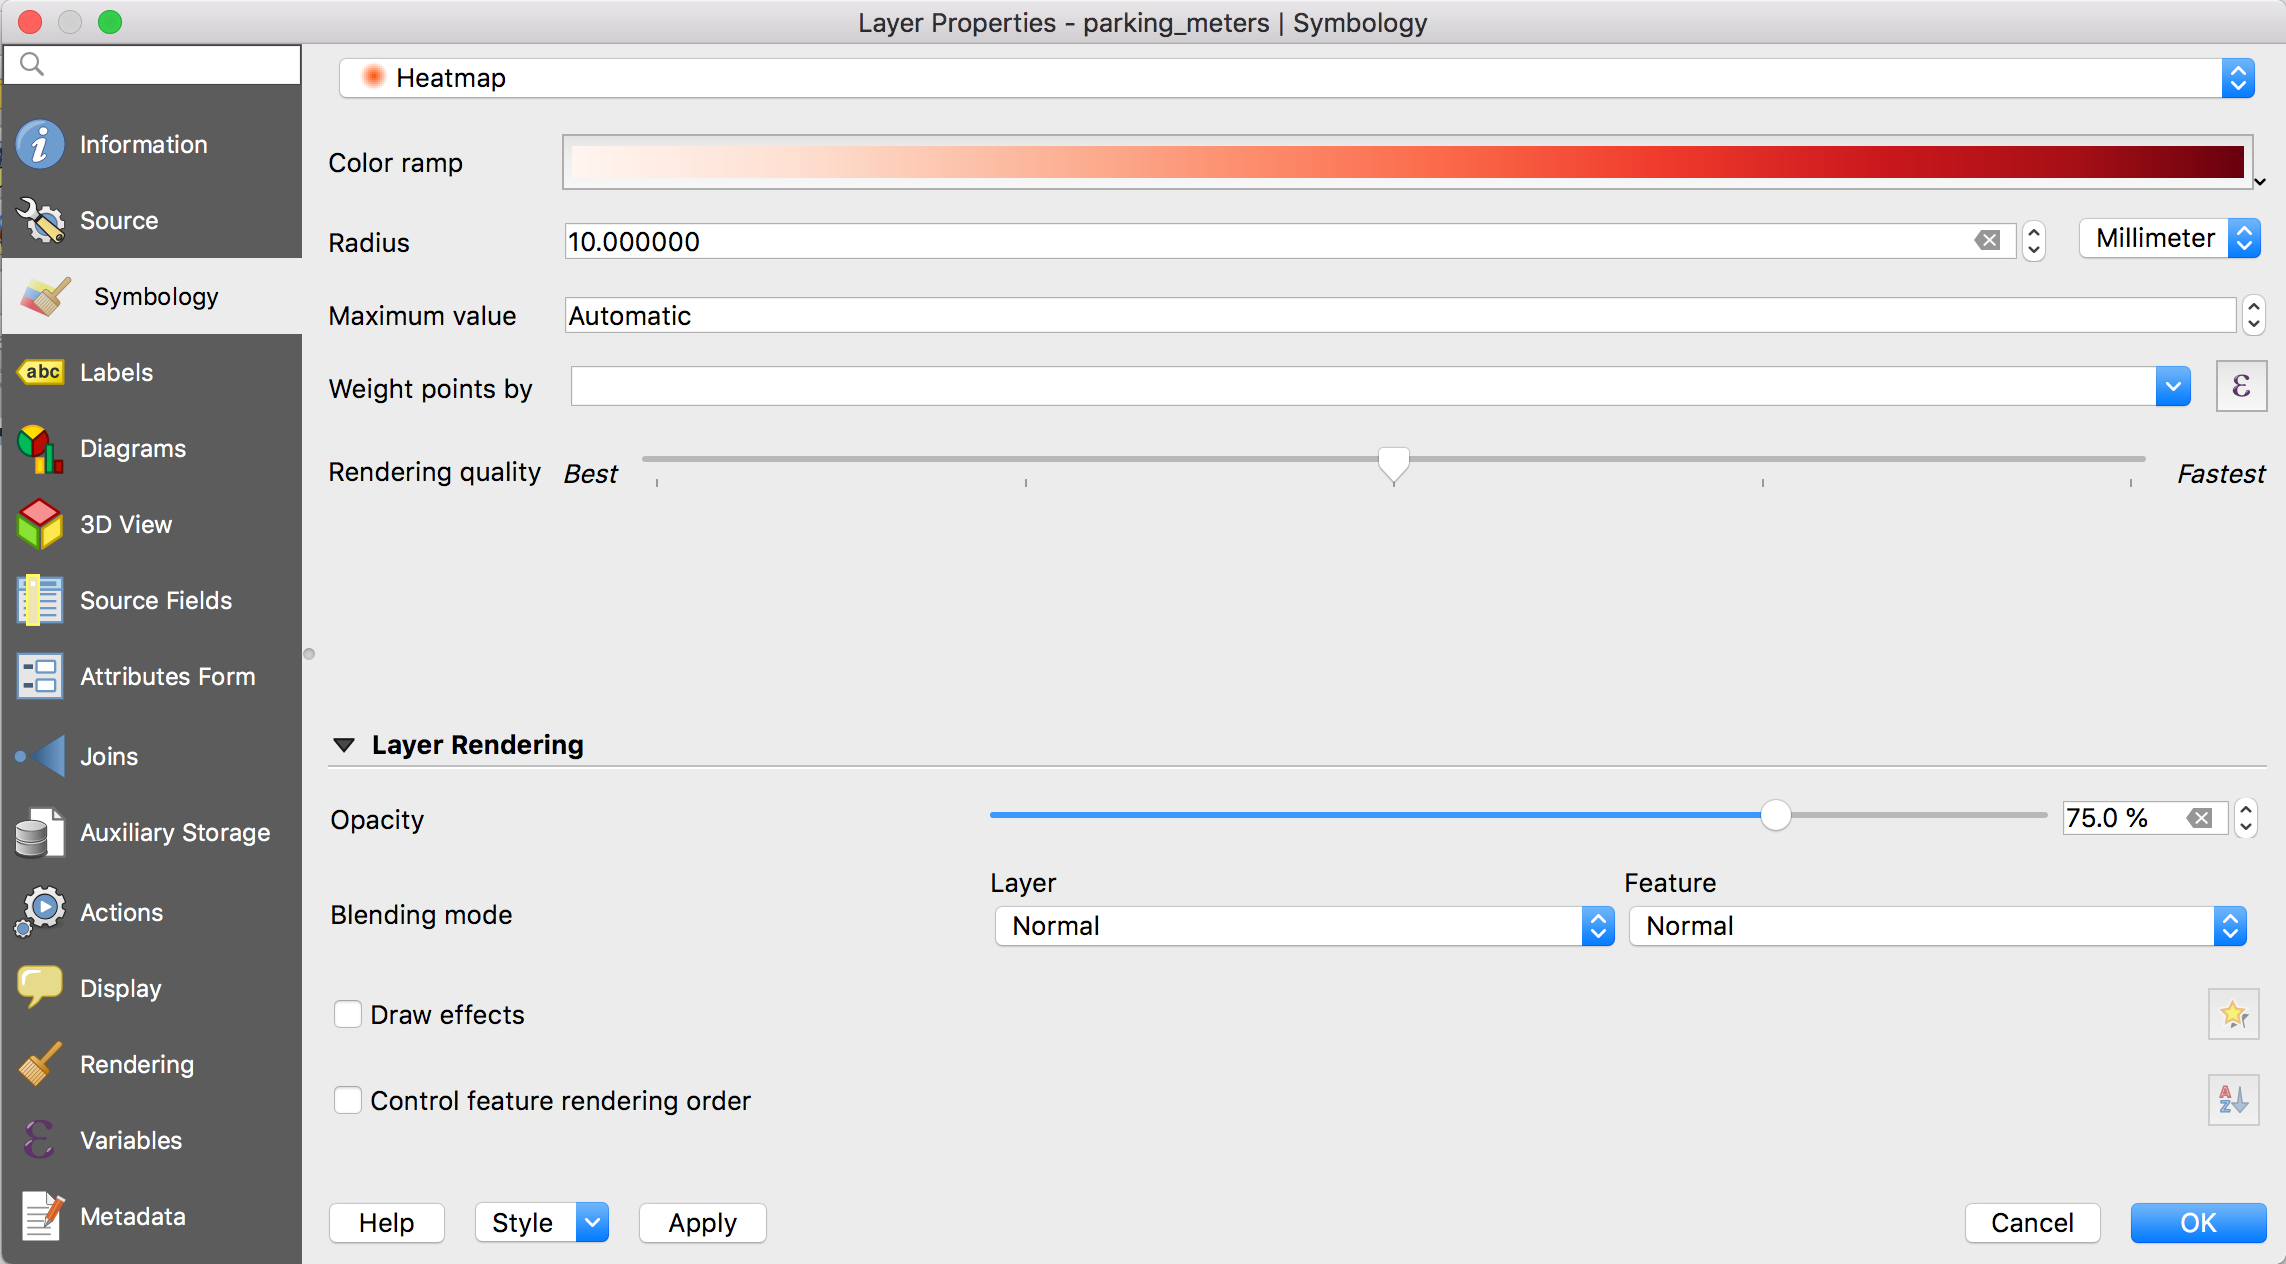 Layer Properties - parking_meters | Symbology
Heatmap
Information
Color ramp
Source
Radius
10.000000
Millimeter
Symbology
Maximum value
Automatic
abc
Labels
Weight points by
ε
Diagrams
Rendering quality
Best
Fastest
3D View
Source Fields
Attributes Form
Joins
Layer Rendering
Auxiliary Storage
Opacity
75.0 %
Layer
Feature
Actions
Blending mode
Normal
Normal
Display
Draw effects
Rendering
Control feature rendering order
A
Z
Variables
Metadata
Help
Style
Apply
Cancel
OK